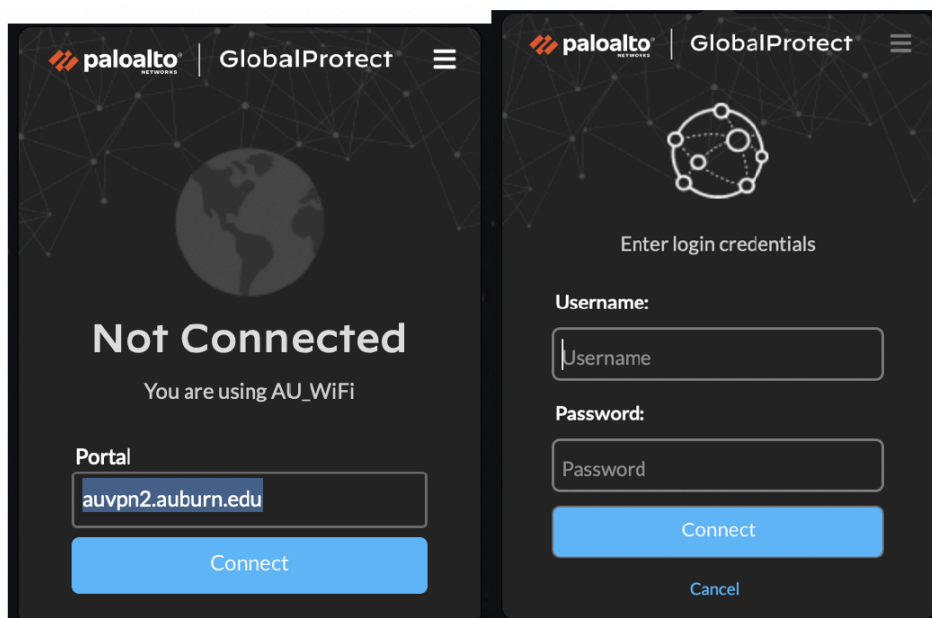 paloalto NETWORKS GlobalProtect
Not Connected
You are using AU_WiFi
Portal
auvpn2.auburn.edu
Connect
paloalto NETWORKS GlobalProtect
Enter login credentials
Username:
Username
Password:
Password
Connect
Cancel